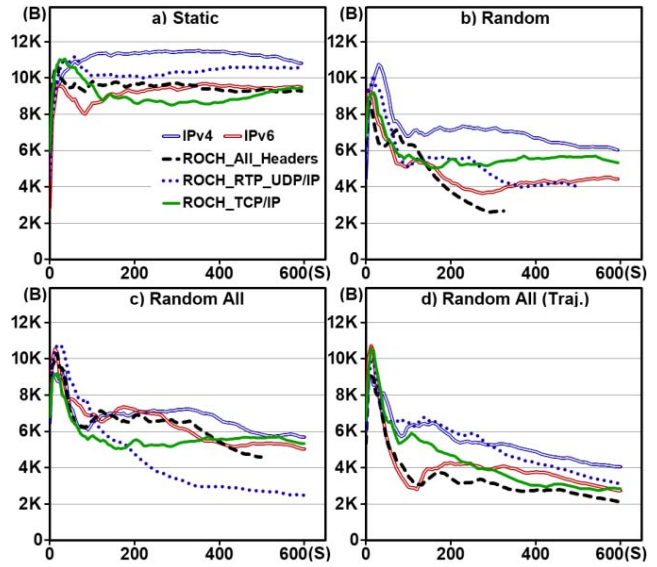 (B) a) Static
12K
10K
8K
6K
4K
2K
0
IPv4 IPv6
ROCH_All_Headers
ROCH_RTP_UDP/IP
ROCH_TCP/IP
0 200 400 600(S)
(B) b) Random
12K
10K
8K
6K
4K
2K
0
0 200 400 600(S)
(B) c) Random All
12K
10K
8K
6K
4K
2K
0
0 200 400 600(S)
(B) d) Random All (Traj.)
12K
10K
8K
6K
4K
2K
0
0 200 400 600(S)